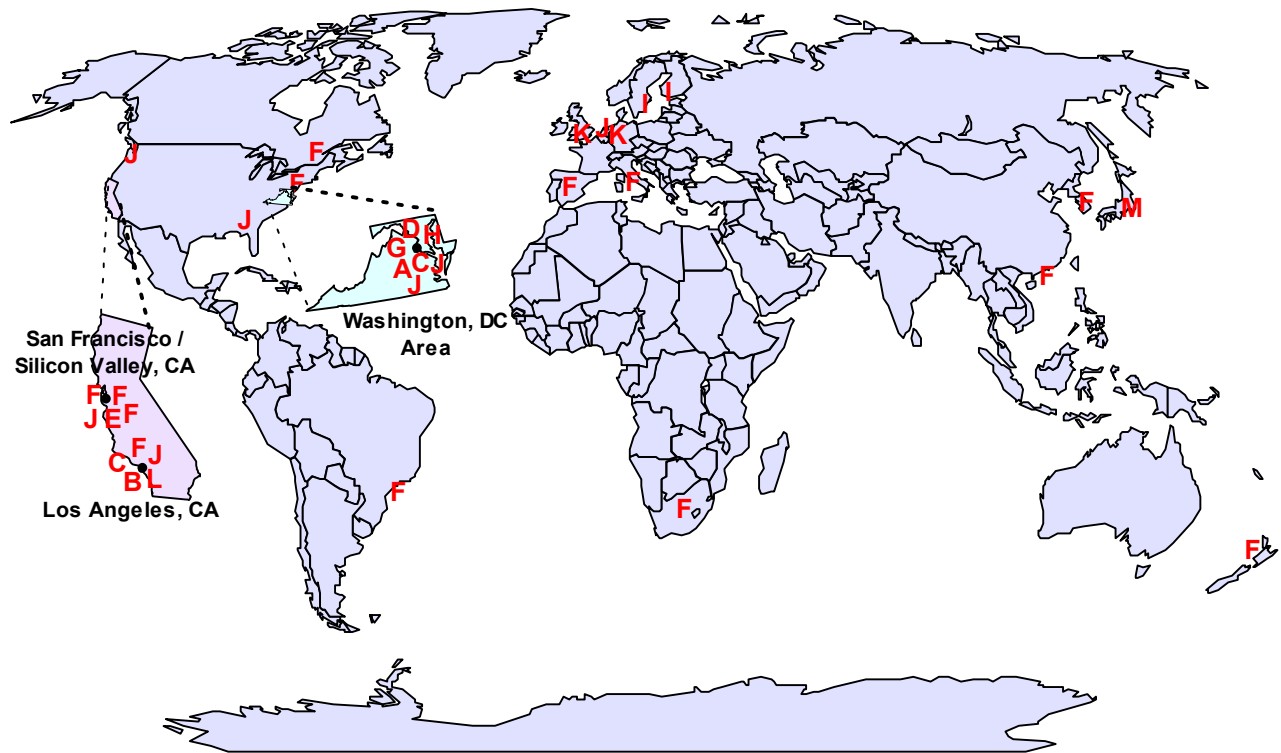 I
I
K
J
K
J
F
F
F
F
F
M
J
D
H
G
C
J
A
J
F
Washington, DC
Area
San Francisco /
Silicon Valley, CA
F
F
J
E
F
F
J
C
B
L
Los Angeles, CA
F
F
F